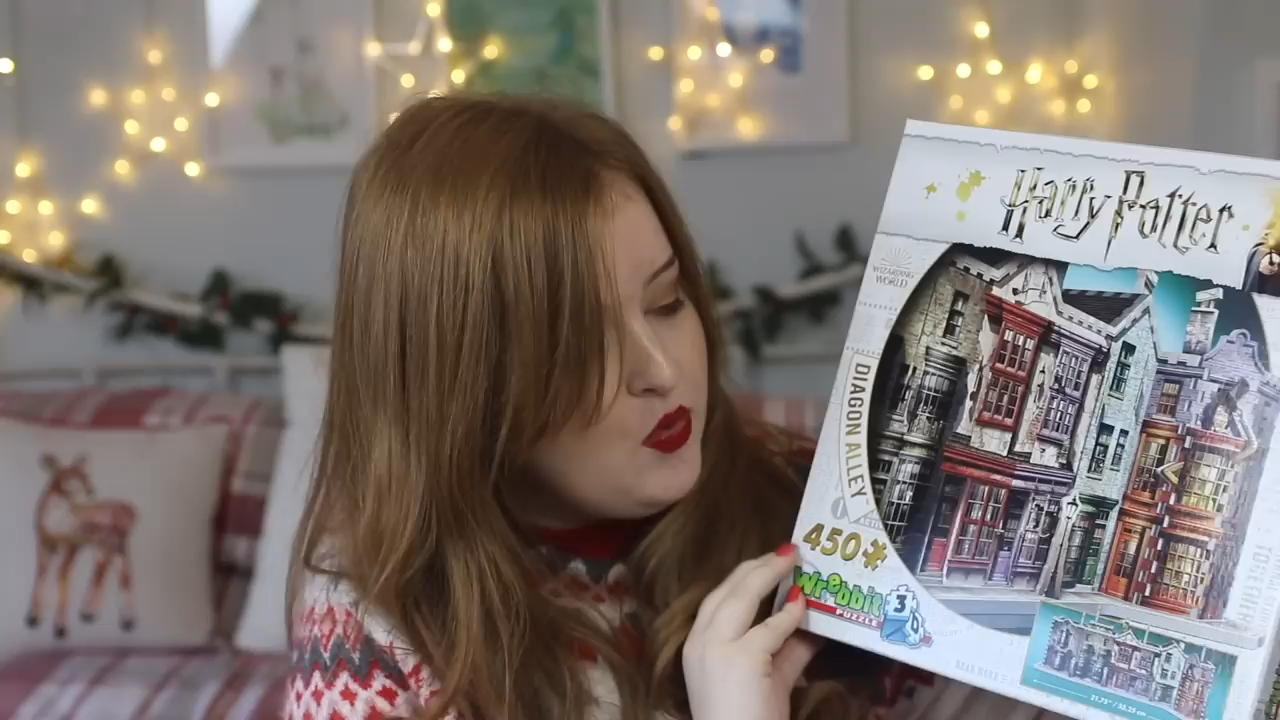 Harry Potter
WIZARDING
WORLD
DIAGON ALLEY
450
Wrebbit
PUZZLE
3D